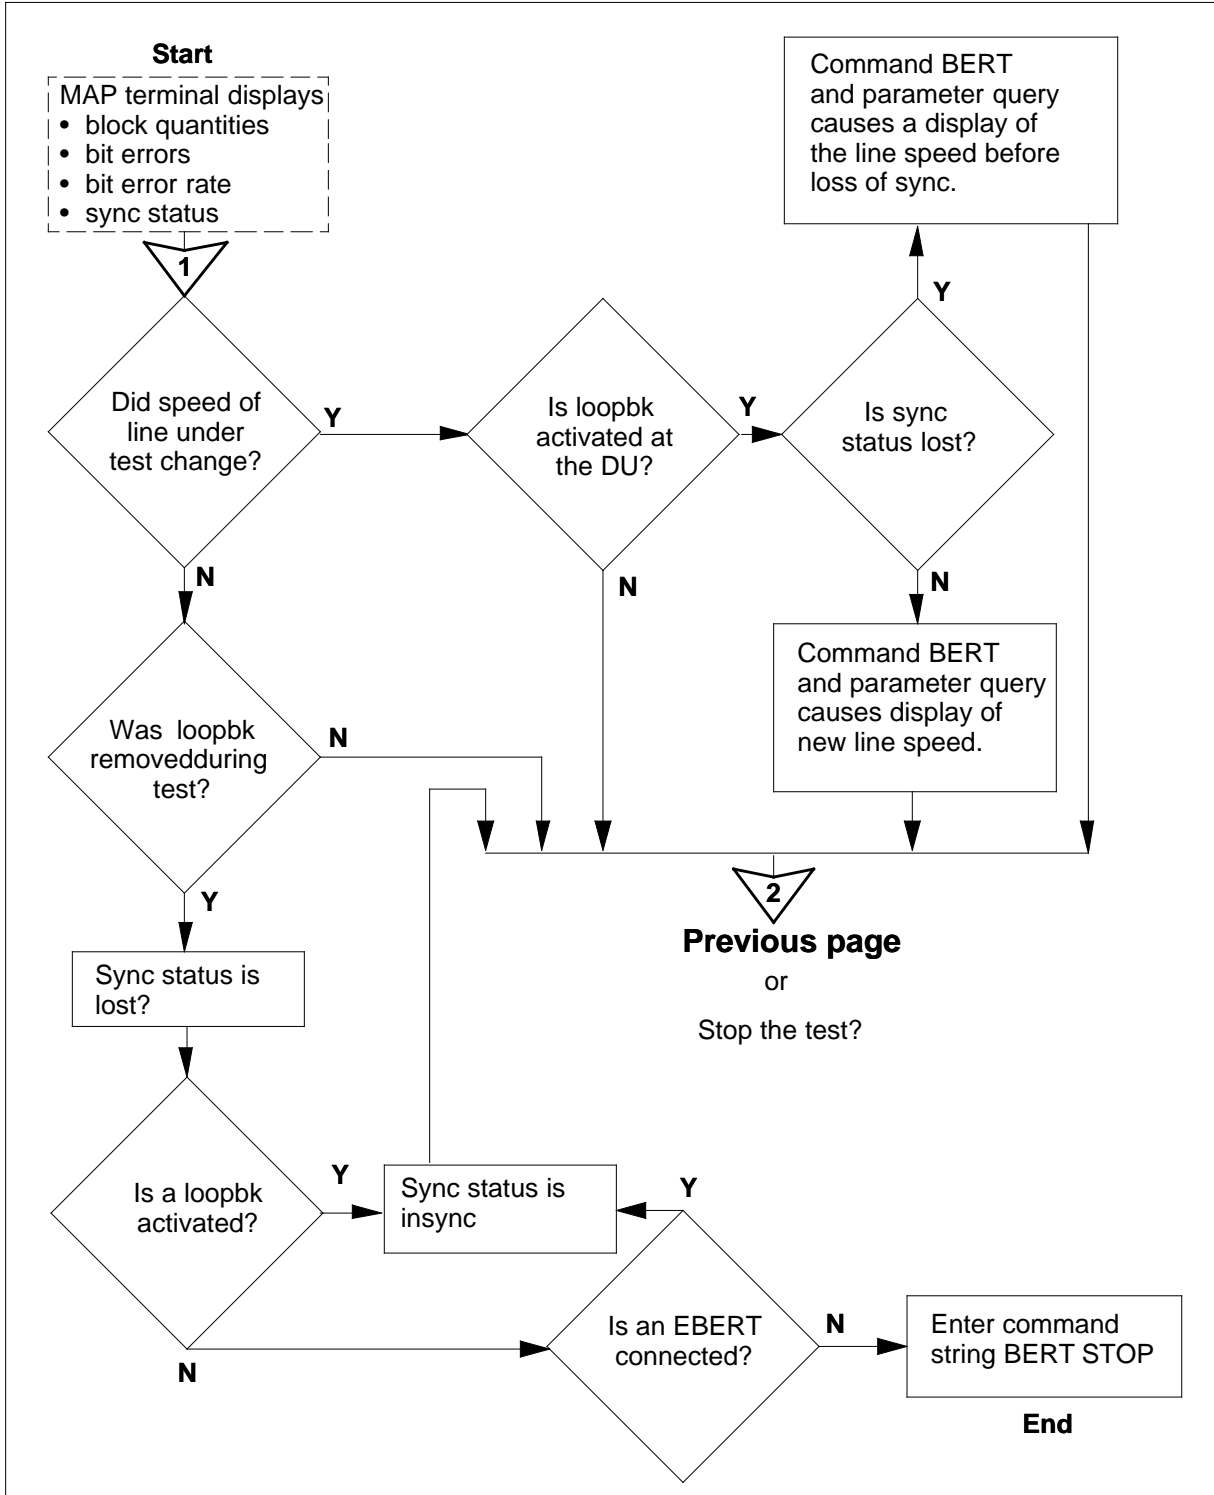 Start
MAP terminal displays
• block quantities
• bit errors
• bit error rate
• sync status
1
Command BERT
and parameter query
causes a display of
the line speed before
loss of sync.
Y
Did speed of
line under
test change?
Y
Is loopbk
activated at
the DU?
Y
Is sync
status lost?
N
N
N
Command BERT
and parameter query
causes display of
new line speed.
Was loopbk
removedduring
test?
N
Y
2
Previous page
or
Stop the test?
Sync status is
lost?
Is a loopbk
activated?
Y
Sync status is
insync
Y
N
Is an EBERT
connected?
N
Enter command
string BERT STOP
End